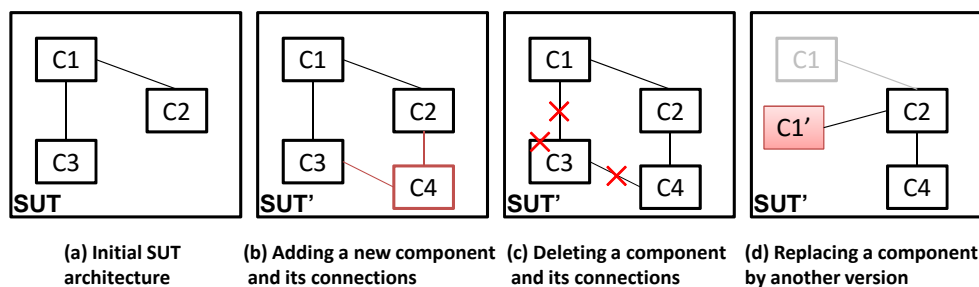 C1
C2
C3
SUT
(a) Initial SUT
architecture
C1
C2
C3
C4
SUT'
(b) Adding a new component
and its connections
C1
C2
C3
C4
SUT'
(c) Deleting a component
and its connections
C1
C2
C1'
C4
SUT'
(d) Replacing a component
by another version